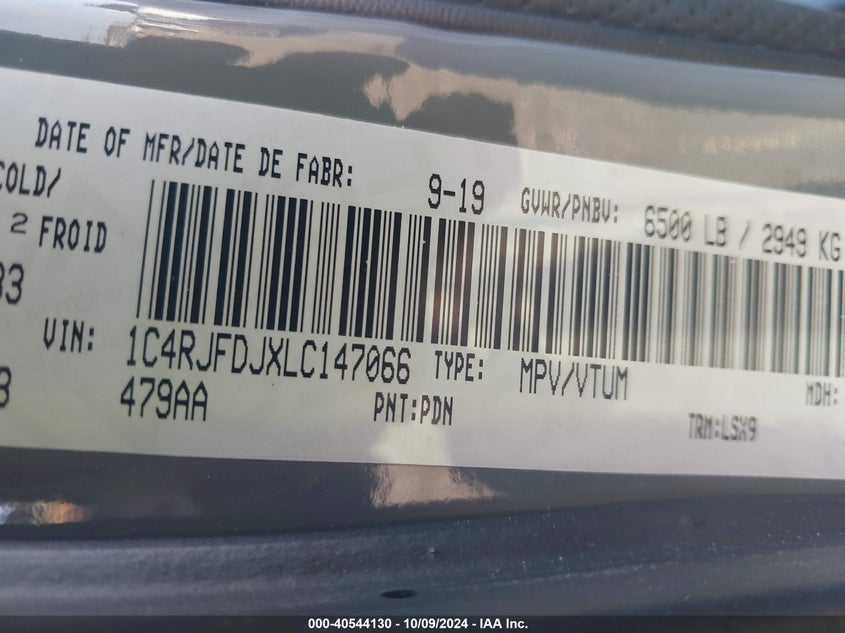 DATE OF MFR/DATE DE FABR: 9-19 GVWR/PNBV: 6500 LB / 2949 KG
COLD/
2 FROID
VIN: 1C4RJFDJXLC147066 TYPE: MPV/VTUM MDH:
479AA PNT:PDN TRM:LSX9
000-40544130 - 10/09/2024 - IAA Inc.